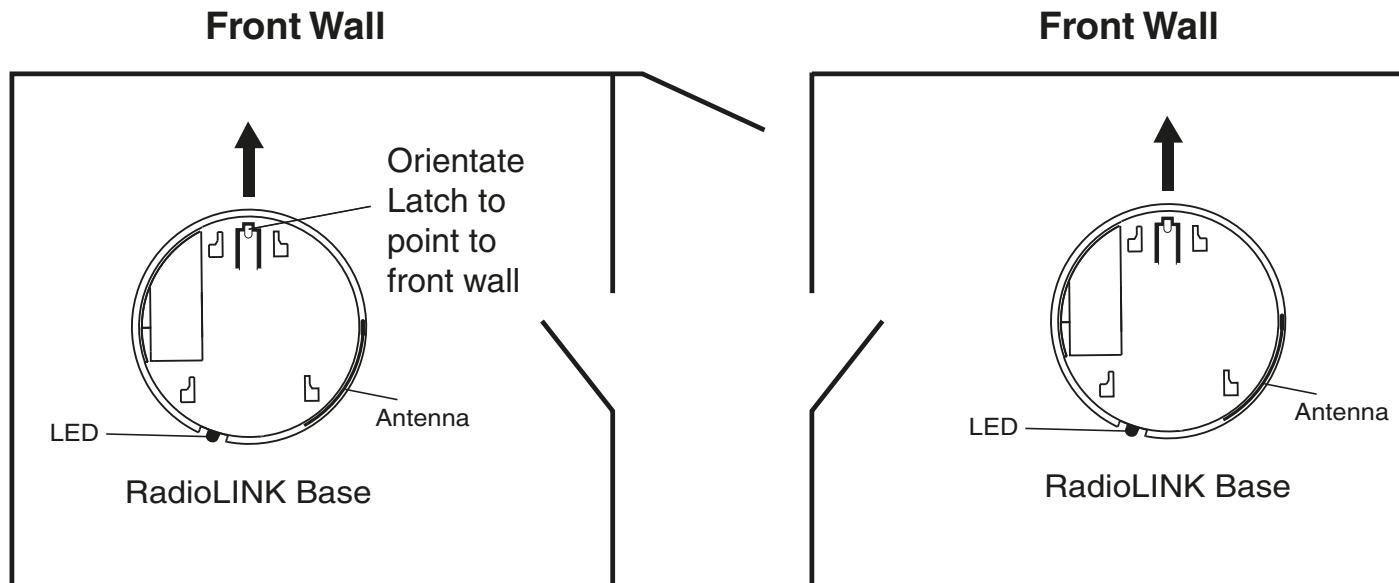 Front Wall
Front Wall
Orientate
Latch to
point to
front wall
Antenna
LED
RadioLINK Base
Antenna
LED
RadioLINK Base